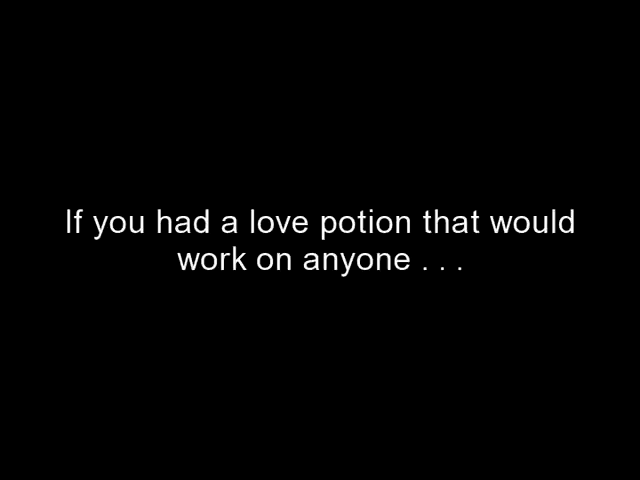 If you had a love potion that would
work on anyone . . .